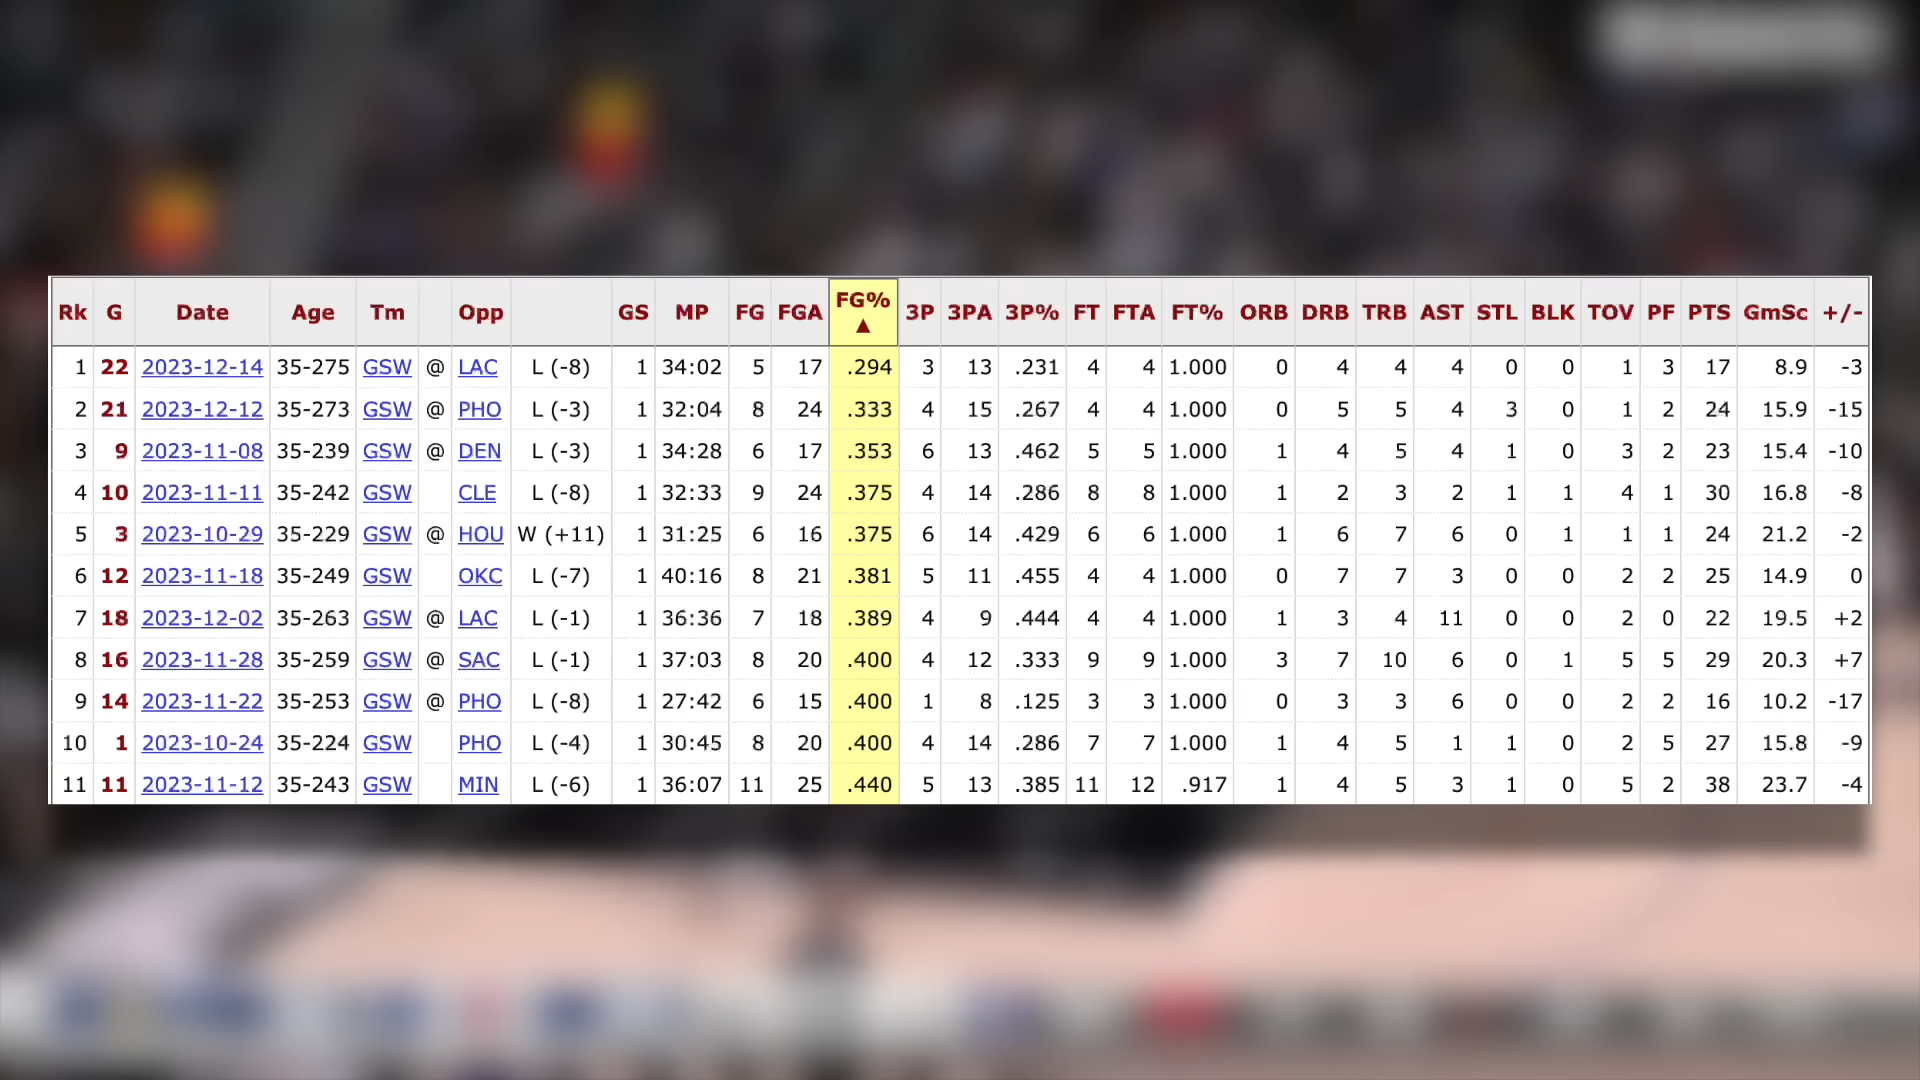 Rk G Date Age Tm Opp GS MP FG FGA FG% ▲ 3P 3PA 3P% FT FTA FT% ORB DRB TRB AST STL BLK TOV PF PTS GmSc +/-
1 22 2023-12-14 35-275 GSW @ LAC L (-8) 1 34:02 5 17 .294 3 13 .231 4 4 1.000 0 4 4 4 0 0 1 3 17 8.9 -3
2 21 2023-12-12 35-273 GSW @ PHO L (-3) 1 32:04 8 24 .333 4 15 .267 4 4 1.000 0 5 5 4 3 0 1 2 24 15.9 -15
3 9 2023-11-08 35-239 GSW @ DEN L (-3) 1 34:28 6 17 .353 6 13 .462 5 5 1.000 1 4 5 4 1 0 3 2 23 15.4 -10
4 10 2023-11-11 35-242 GSW CLE L (-8) 1 32:33 9 24 .375 4 14 .286 8 8 1.000 1 2 3 2 1 1 4 1 30 16.8 -8
5 3 2023-10-29 35-229 GSW @ HOU W (+11) 1 31:25 6 16 .375 6 14 .429 6 6 1.000 1 6 7 6 0 1 1 1 24 21.2 -2
6 12 2023-11-18 35-249 GSW OKC L (-7) 1 40:16 8 21 .381 5 11 .455 4 4 1.000 0 7 7 3 0 0 2 2 25 14.9 0
7 18 2023-12-02 35-263 GSW @ LAC L (-1) 1 36:36 7 18 .389 4 9 .444 4 4 1.000 1 3 4 11 0 0 2 0 22 19.5 +2
8 16 2023-11-28 35-259 GSW @ SAC L (-1) 1 37:03 8 20 .400 4 12 .333 9 9 1.000 3 7 10 6 0 1 5 5 29 20.3 +7
9 14 2023-11-22 35-253 GSW @ PHO L (-8) 1 27:42 6 15 .400 1 8 .125 3 3 1.000 0 3 3 6 0 0 2 2 16 10.2 -17
10 1 2023-10-24 35-224 GSW PHO L (-4) 1 30:45 8 20 .400 4 14 .286 7 7 1.000 1 4 5 1 1 0 2 5 27 15.8 -9
11 11 2023-11-12 35-243 GSW MIN L (-6) 1 36:07 11 25 .440 5 13 .385 11 12 .917 1 4 5 3 1 0 5 2 38 23.7 -4